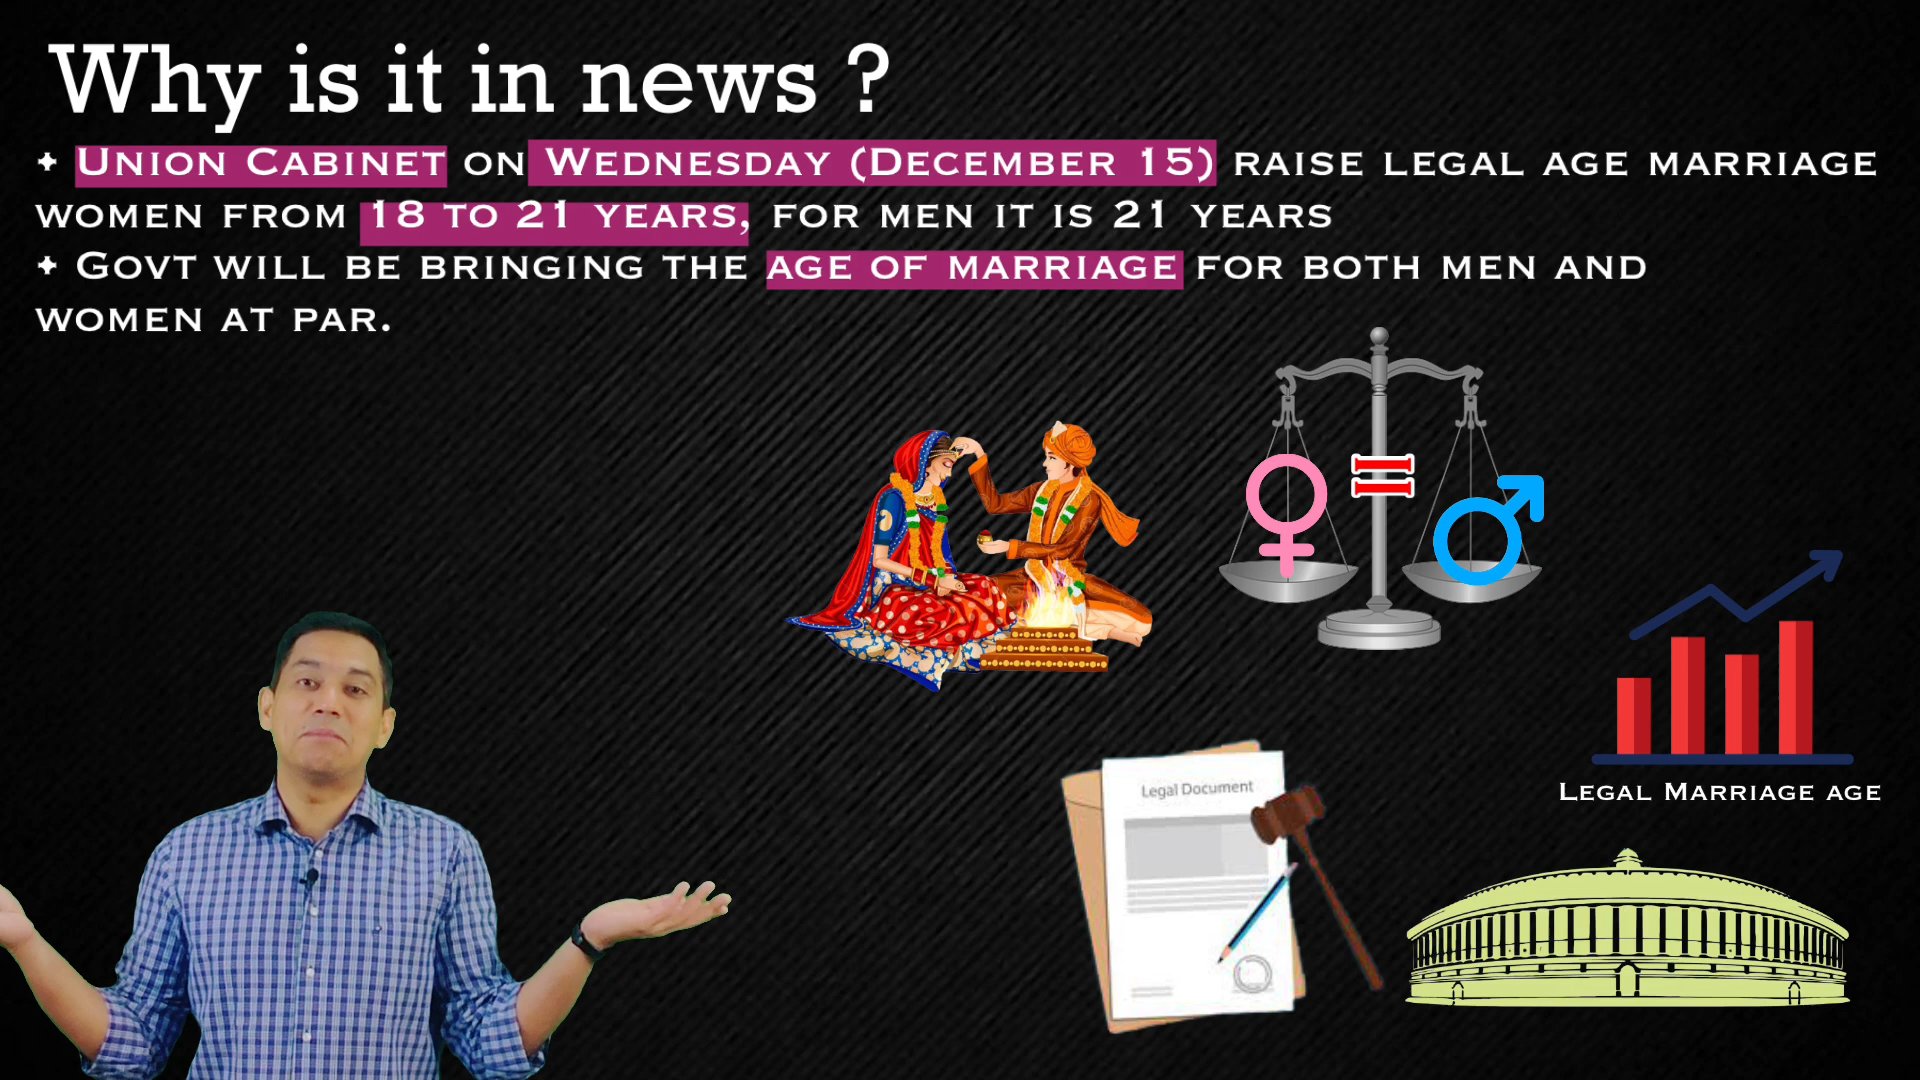 Why is it in news ?
+ Union Cabinet on Wednesday (December 15) raise legal age marriage
women from 18 to 21 years, for men it is 21 years
+ Govt will be bringing the age of marriage for both men and
women at par.
Legal Document
Legal Marriage age